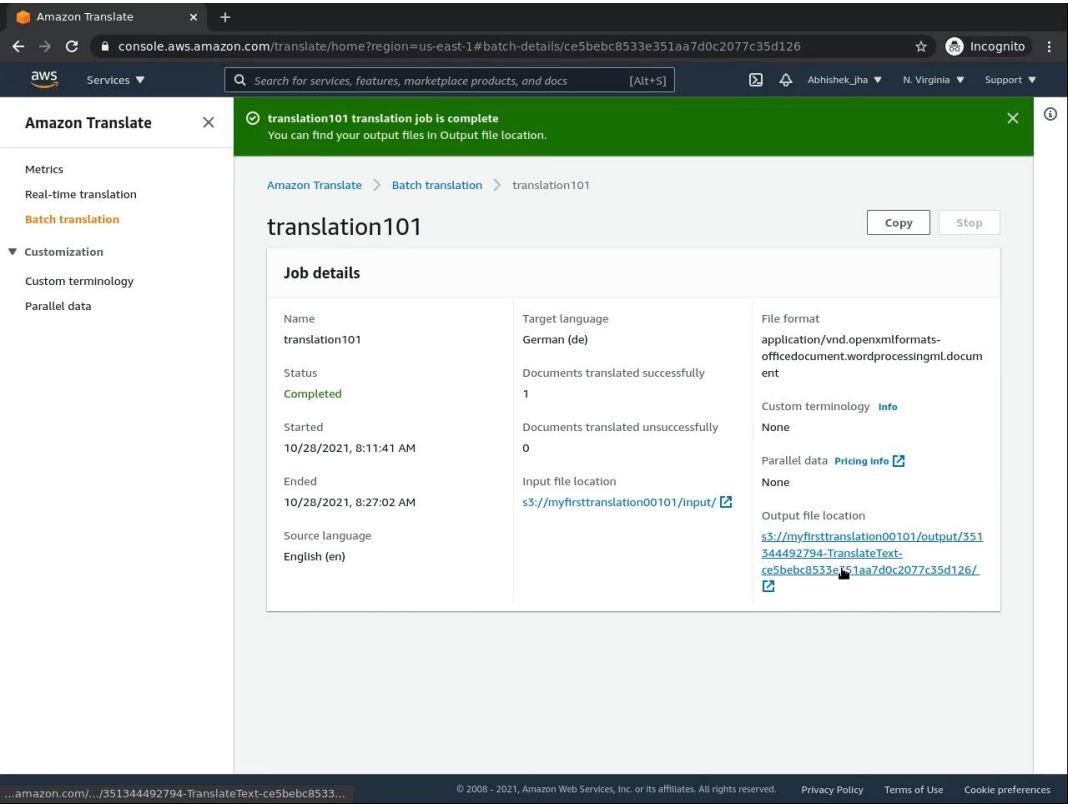 Amazon Translate
console.aws.amazon.com/translate/home?region=us-east-1#batch-details/ce5bebc8533e351aa7d0c2077c35d126
Incognito
aws
Services ▼
Search for services, features, marketplace products, and docs [Alt+S]
Abhishek_jha ▼
N. Virginia ▼
Support ▼
Amazon Translate
Metrics
Real-time translation
Batch translation
Customization
Custom terminology
Parallel data
translation101 translation job is complete
You can find your output files in Output file location.
Amazon Translate > Batch translation > translation101
translation101
Copy
Stop
Job details
Name
translation101
Status
Completed
Started
10/28/2021, 8:11:41 AM
Ended
10/28/2021, 8:27:02 AM
Source language
English (en)
Target language
German (de)
Documents translated successfully
1
Documents translated unsuccessfully
0
Input file location
s3://myfirsttranslation00101/input/
File format
application/vnd.openxmlformats-
officedocument.wordprocessingml.docum
ent
Custom terminology Info
None
Parallel data Pricing info
None
Output file location
s3://myfirsttranslation00101/output/351
344492794-TranslateText-
ce5bebc8533e351aa7d0c2077c35d126/
...amazon.com/.../351344492794-TranslateText-ce5bebc8533...
© 2008 - 2021, Amazon Web Services, Inc. or its affiliates. All rights reserved.
Privacy Policy
Terms of Use
Cookie preferences